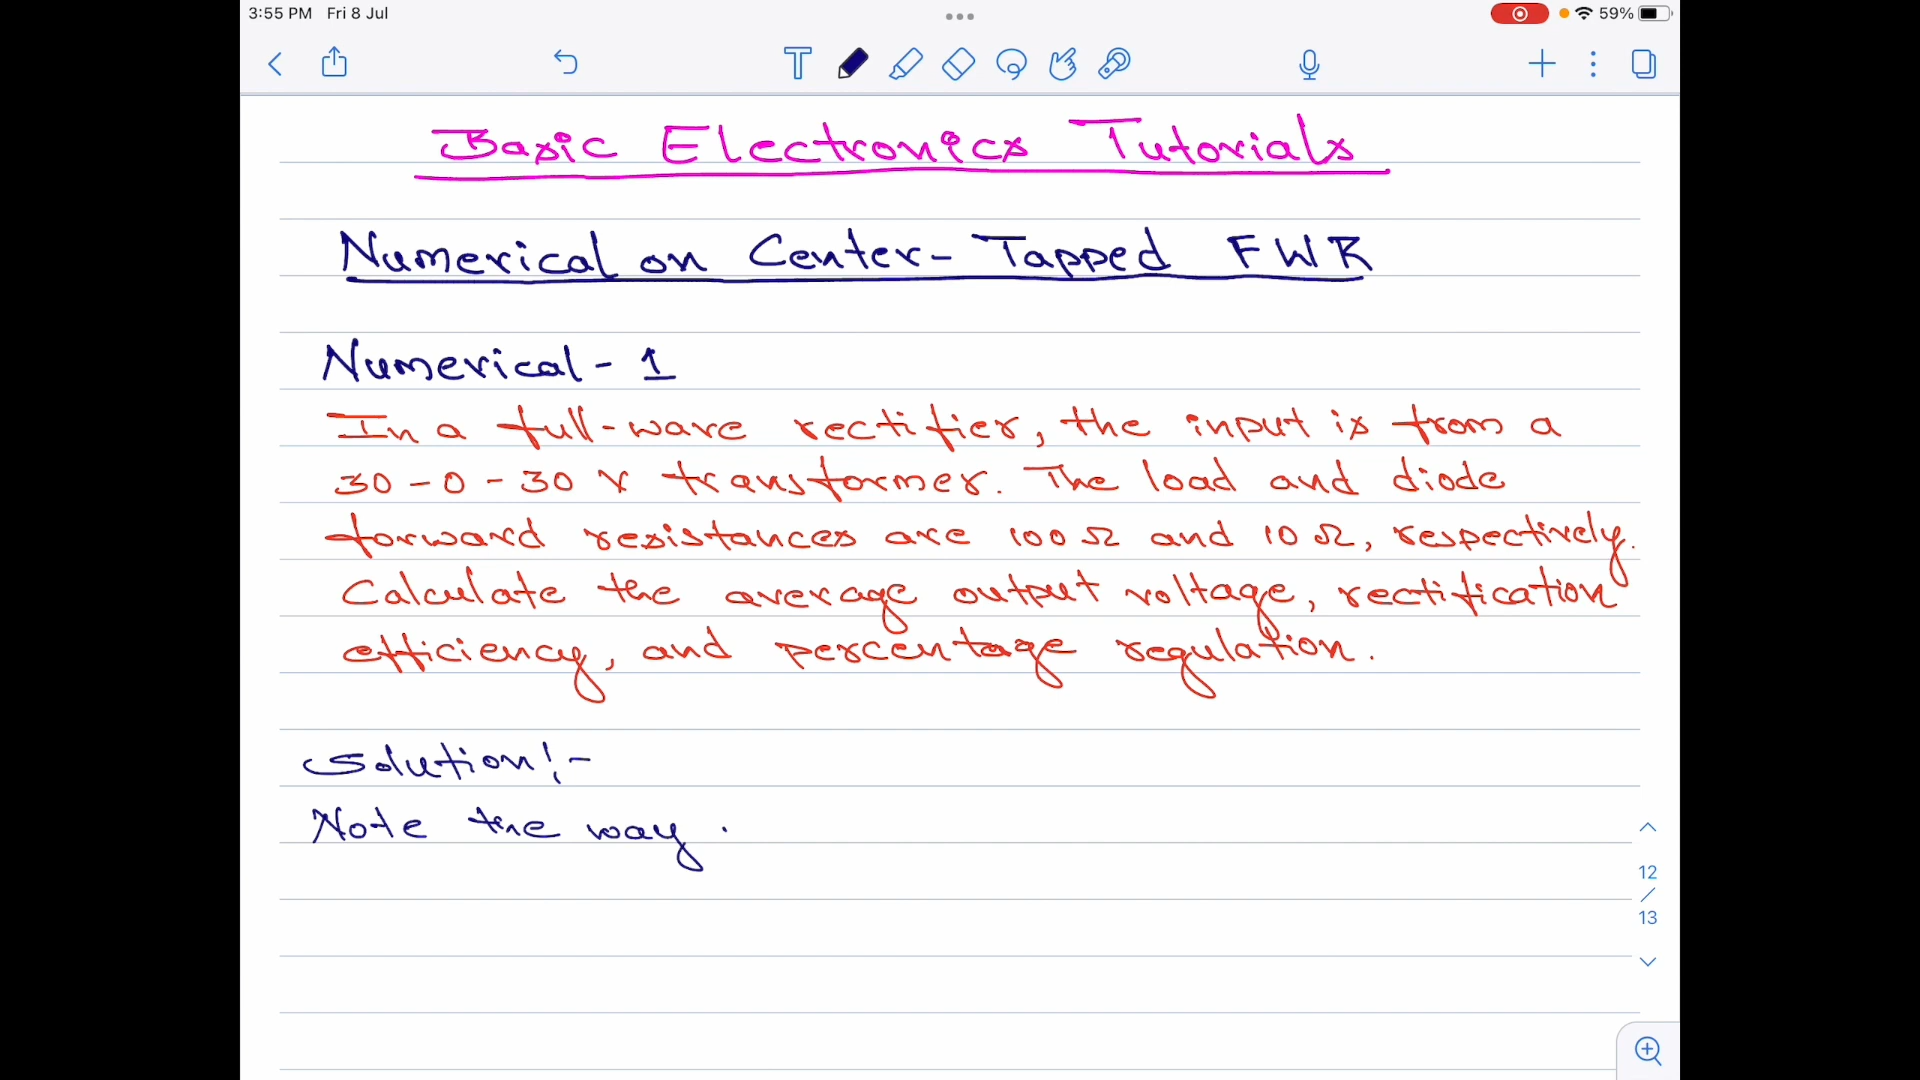 3:55 PM Fri 8 Jul
59%
Basic Electronics Tutorials
Numerical on Center-Tapped FWR
Numerical - 1
In a full-wave rectifier, the input is from a
30-0-30 V transformer. The load and diode
forward resistances are 100 Ω and 10 Ω, respectively.
Calculate the average output voltage, rectification
efficiency, and percentage regulation.
Solution:-
Note the way.
12
/
13